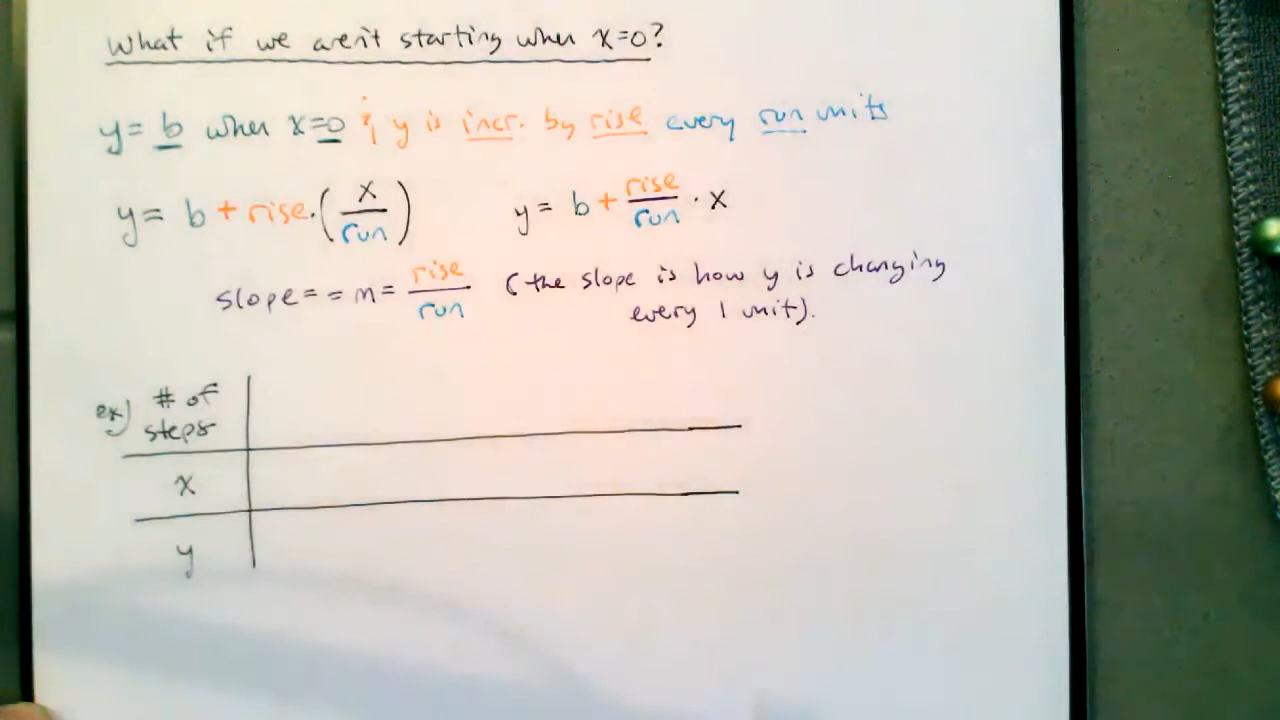 What if we aren't starting when x=0?
y = b when x=0 & y is incr. by rise every run units
y = b + rise · (x/run) y = b + rise/run · x
slope = = m = rise/run (the slope is how y is changing
every 1 unit).
ex) # of
steps
x
y